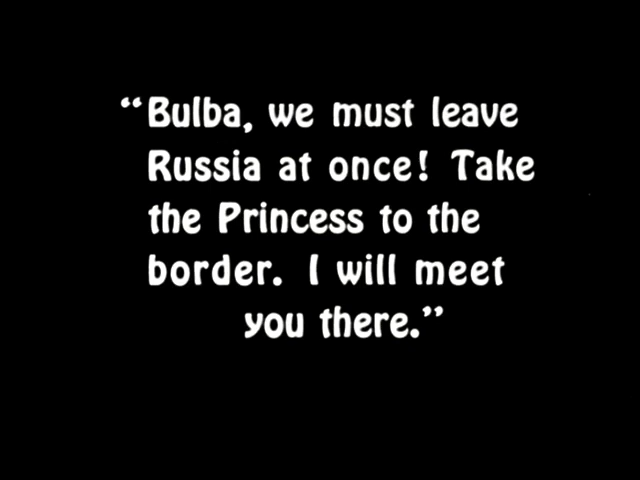 “Bulba, we must leave
Russia at once! Take
the Princess to the
border. I will meet
you there.”